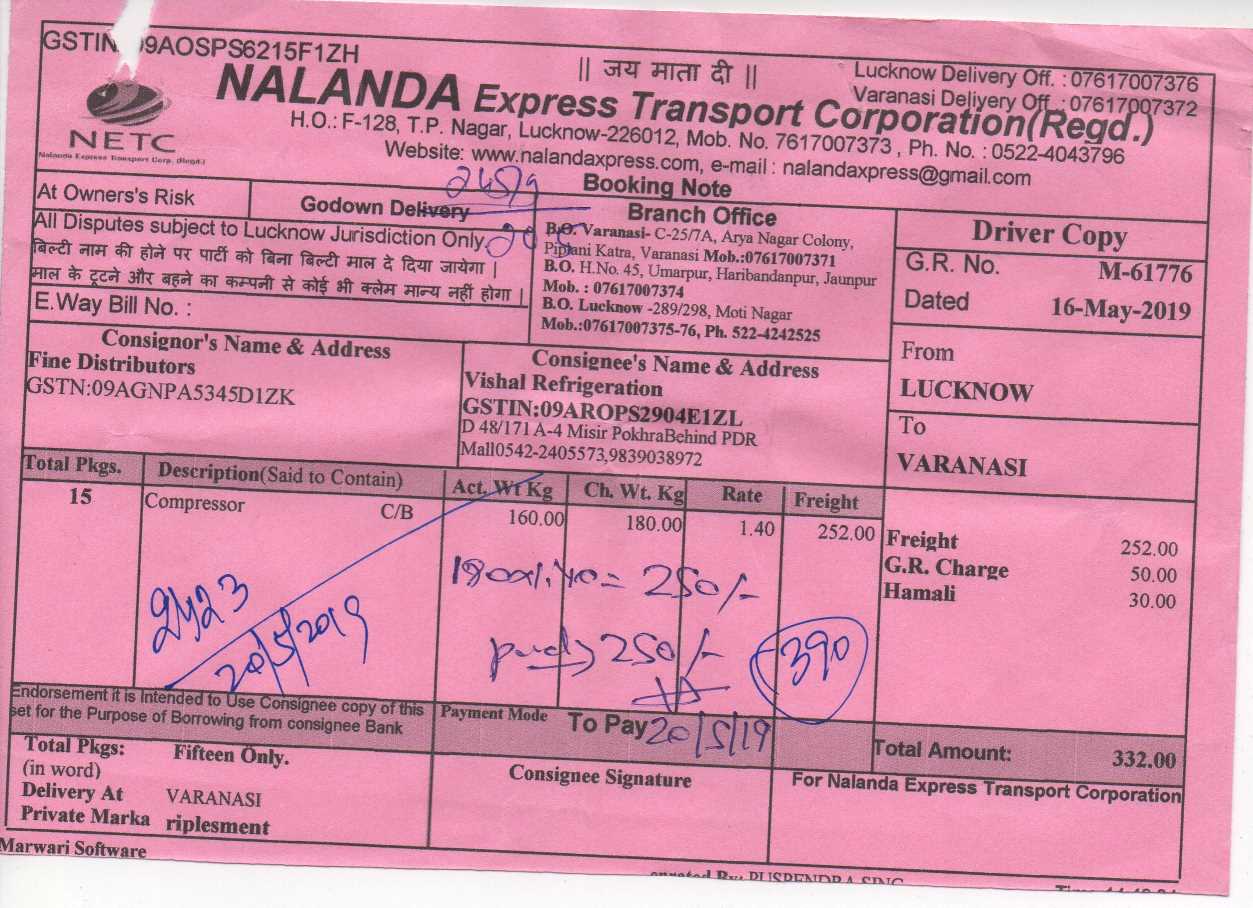 GSTIN: 09AOSPS6215F1ZH
|| जय माता दी ||
Lucknow Delivery Off. : 07617007376
Varanasi Delivery Off. : 07617007372
NALANDA Express Transport Corporation(Regd.)
NETC
Nalanda Express Transport Corp. (Regd.)
H.O.: F-128, T.P. Nagar, Lucknow-226012, Mob. No. 7617007373 , Ph. No. : 0522-4043796
Website: www.nalandaxpress.com, e-mail : nalandaxpress@gmail.com
Booking Note
At Owners's Risk
Godown Delivery
All Disputes subject to Lucknow Jurisdiction Only.
बिल्टी नाम की होने पर पार्टी को बिना बिल्टी माल दे दिया जायेगा |
माल के टूटने और बहने का कम्पनी से कोई भी क्लेम मान्य नहीं होगा |
E.Way Bill No. :
Branch Office
B.O. Varanasi- C-25/7A, Arya Nagar Colony,
Piplani Katra, Varanasi Mob.:07617007371
B.O. H.No. 45, Umarpur, Haribandanpur, Jaunpur
Mob. : 07617007374
B.O. Lucknow -289/298, Moti Nagar
Mob.:07617007375-76, Ph. 522-4242525
Driver Copy
G.R. No. M-61776
Dated 16-May-2019
From
LUCKNOW
To
VARANASI
Consignor's Name & Address
Fine Distributors
GSTN:09AGNPA5345D1ZK
Consignee's Name & Address
Vishal Refrigeration
GSTIN:09AROPS2904E1ZL
D 48/171 A-4 Misir PokhraBehind PDR
Mall0542-2405573,9839038972
Total Pkgs. Description(Said to Contain) Act. Wt Kg Ch. Wt. Kg Rate Freight
15 Compressor C/B 160.00 180.00 1.40 252.00
Freight 252.00
G.R. Charge 50.00
Hamali 30.00
= 250/-
2423
20/5/2019
250/-
390
Endorsement it is Intended to Use Consignee copy of this
set for the Purpose of Borrowing from consignee Bank
Payment Mode To Pay
20/5/19
Total Amount: 332.00
Total Pkgs: Fifteen Only.
(in word)
Delivery At VARANASI
Private Marka riplesment
Consignee Signature
For Nalanda Express Transport Corporation
Marwari Software